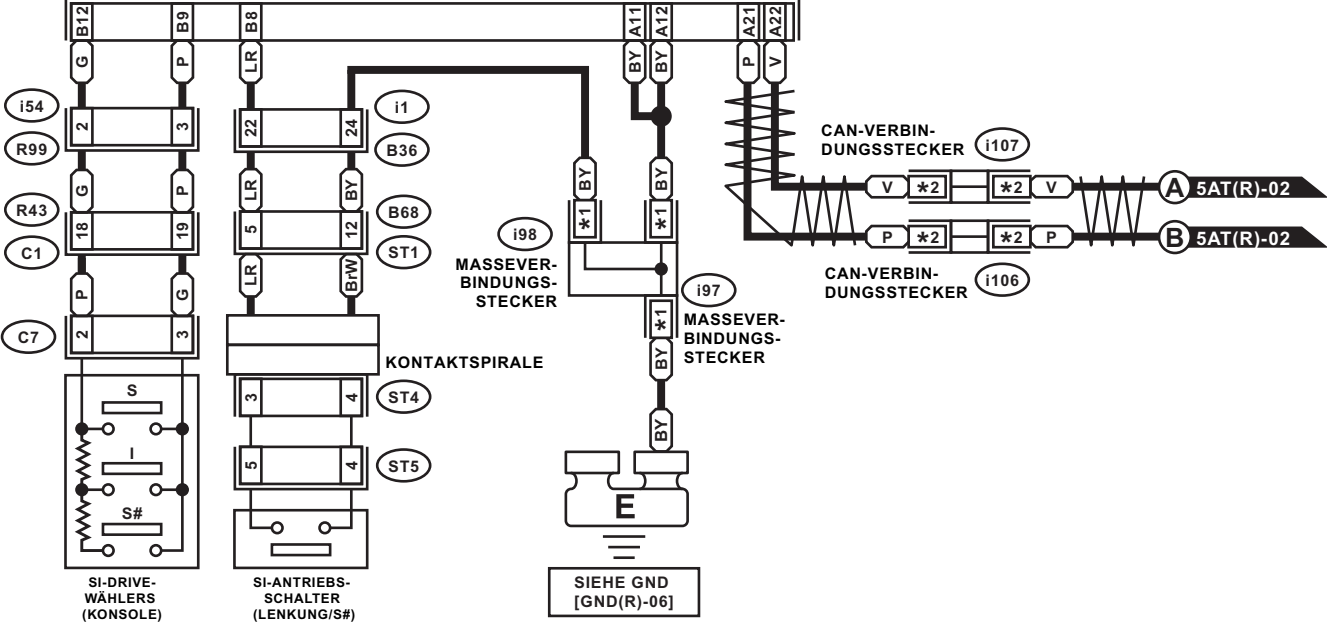 B12 B9 B8 A11 A12 A21 A22
G P LR BY BY P V
i54 2 3 22 24 i1
R99 B36
CAN-VERBIN-
DUNGSSTECKER i107
V *2 *2 V A 5AT(R)-02
G P LR BY BY BY
R43 18 19 5 12 B68
C1 ST1
*1 *1
i98
P *2 *2 P B 5AT(R)-02
MASSEVER-
BINDUNGS-
STECKER
CAN-VERBIN-
DUNGSSTECKER i106
P G LR BrW
i97
*1
MASSEVER-
BINDUNGS-
STECKER
C7 2 3
BY
KONTAKTSPIRALE
3 4 ST4
BY
S
I
S#
5 4 ST5
E
SI-DRIVE-
WÄHLERS
(KONSOLE)
SI-ANTRIEBS-
SCHALTER
(LENKUNG/S#)
SIEHE GND
[GND(R)-06]